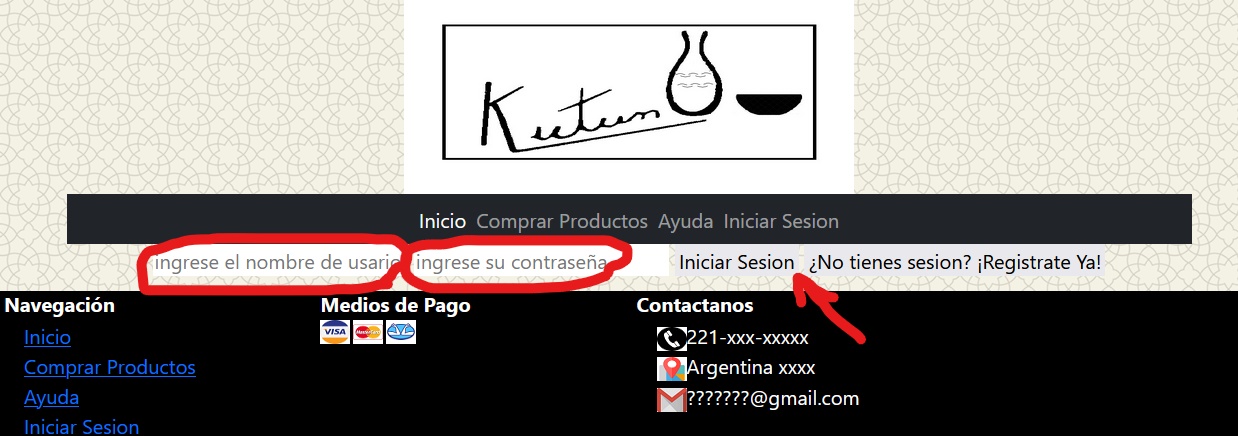 Kutun
Inicio Comprar Productos Ayuda Iniciar Sesion
ingrese el nombre de usario ingrese su contraseña Iniciar Sesion ¿No tienes sesion? ¡Registrate Ya!
Navegación Medios de Pago Contactanos
Inicio VISA MasterCard 221-xxx-xxxxx
Comprar Productos Argentina xxxx
Ayuda ???????@gmail.com
Iniciar Sesion